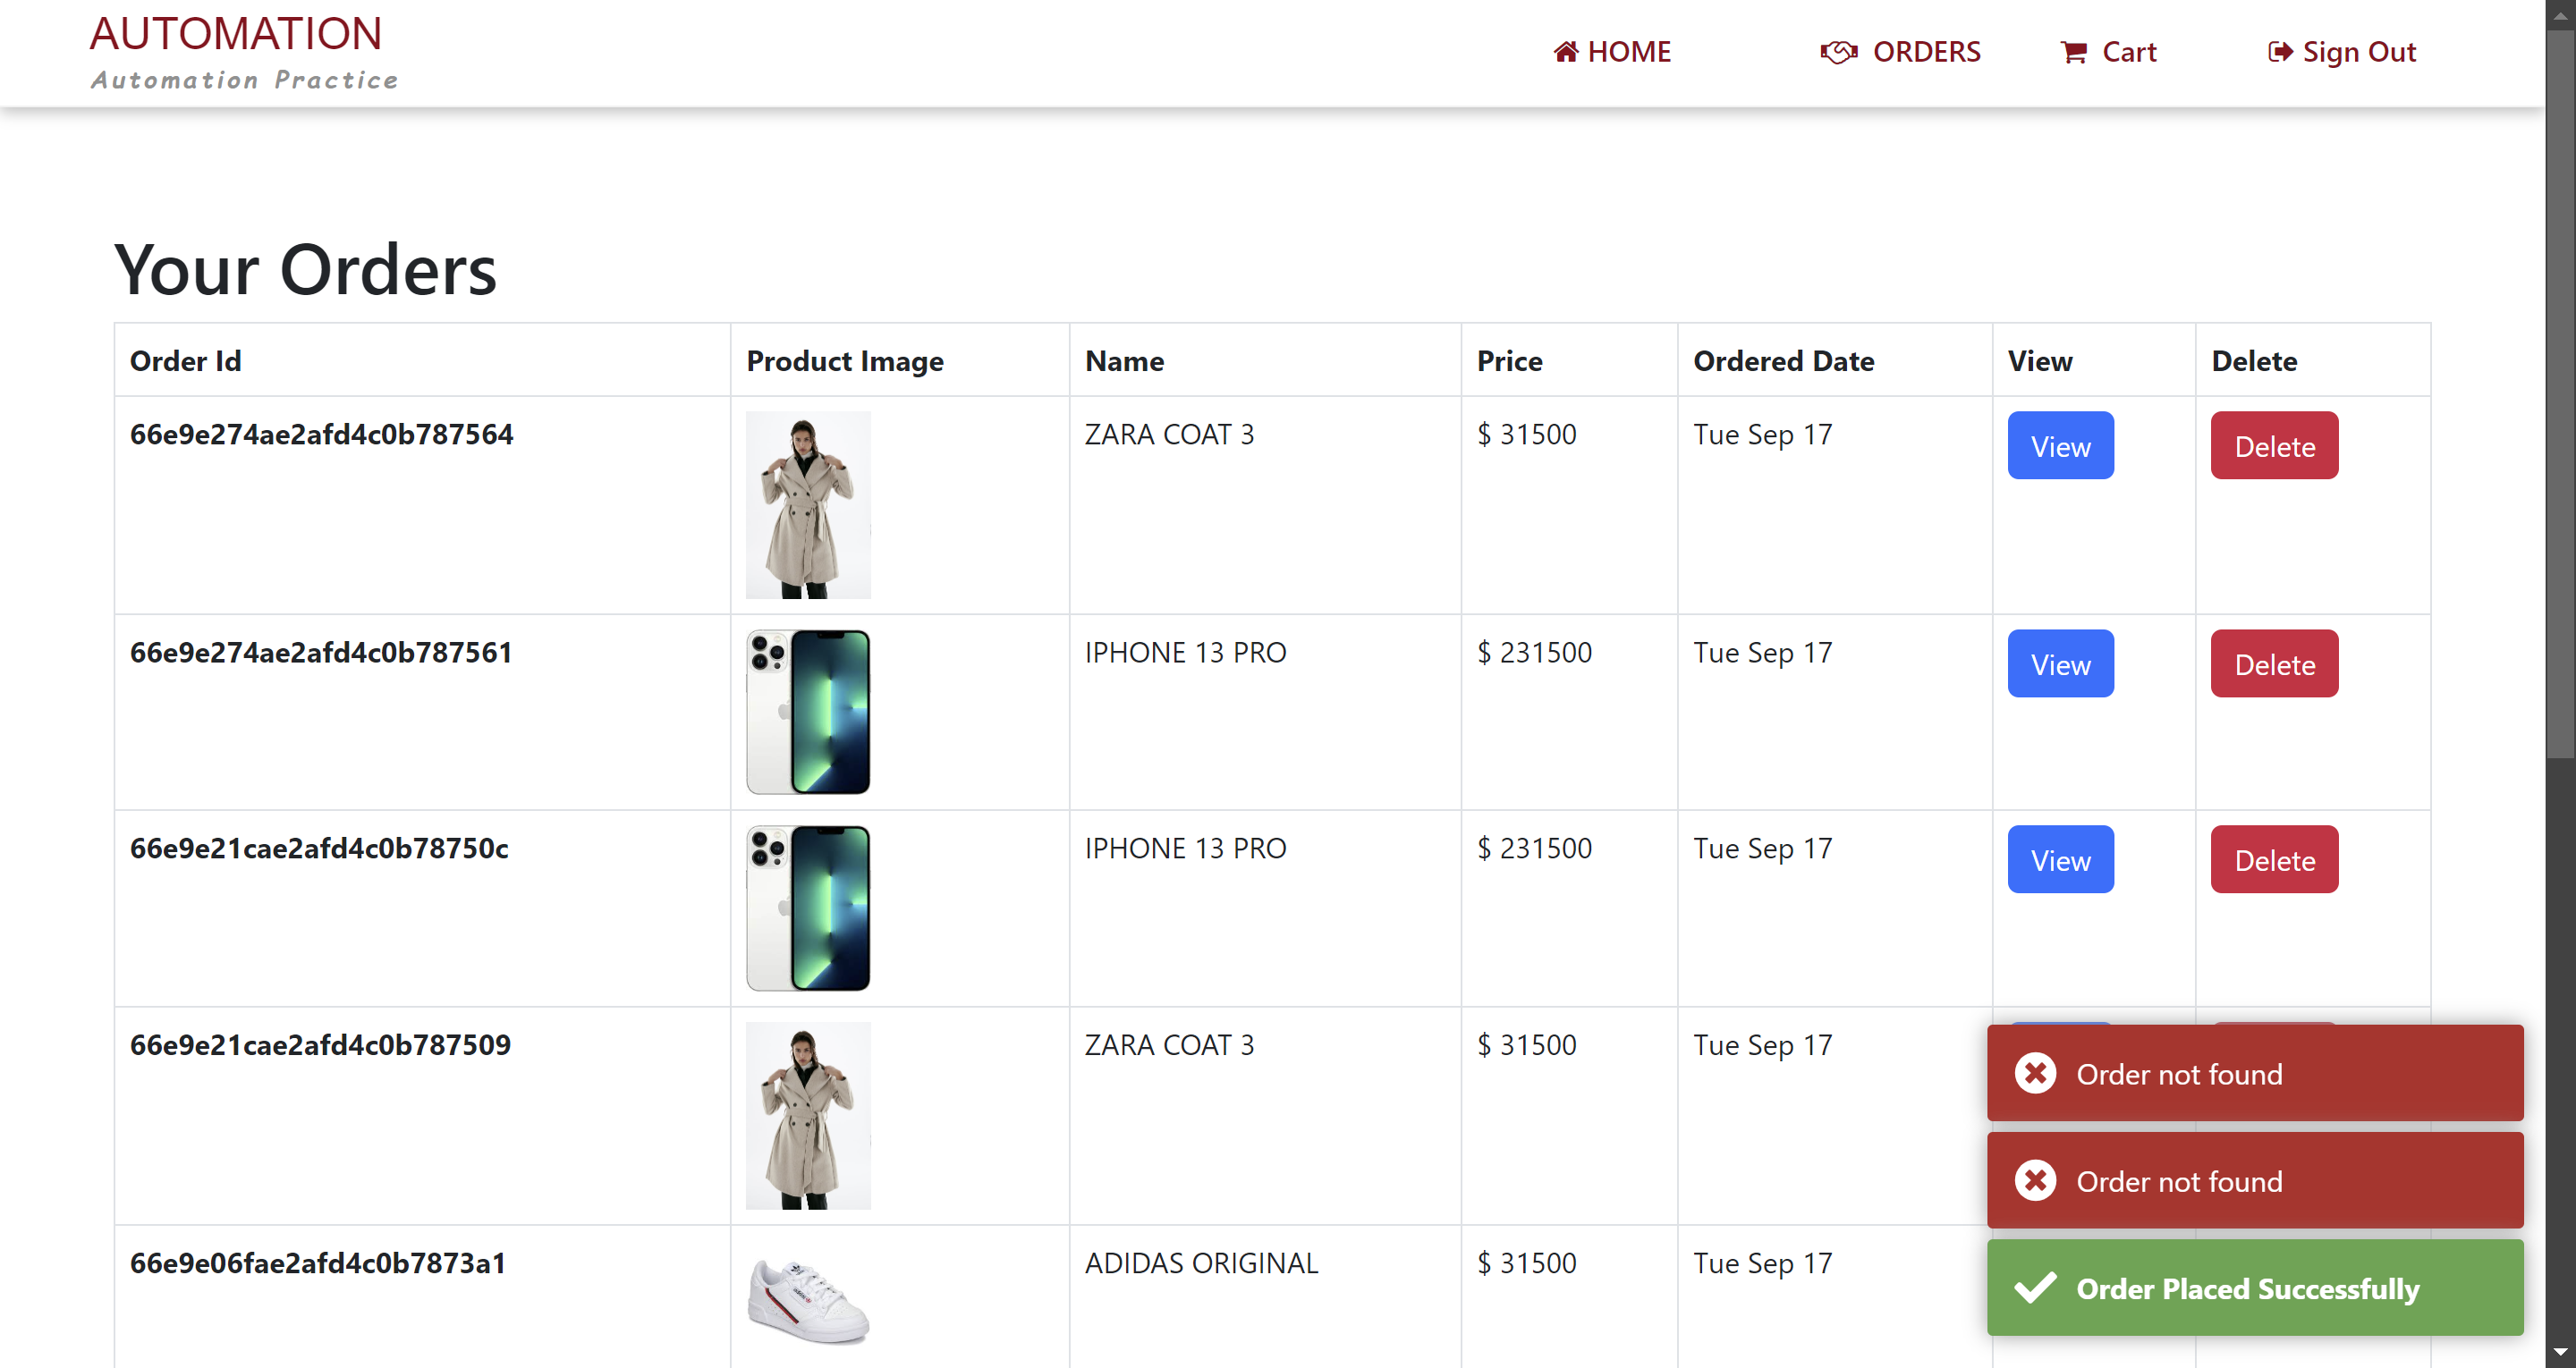 AUTOMATION
Automation Practice
HOME
ORDERS
Cart
Sign Out
Your Orders
Order Id Product Image Name Price Ordered Date View Delete
66e9e274ae2afd4c0b787564 ZARA COAT 3 $ 31500 Tue Sep 17 View Delete
66e9e274ae2afd4c0b787561 IPHONE 13 PRO $ 231500 Tue Sep 17 View Delete
66e9e21cae2afd4c0b78750c IPHONE 13 PRO $ 231500 Tue Sep 17 View Delete
66e9e21cae2afd4c0b787509 ZARA COAT 3 $ 31500 Tue Sep 17
66e9e06fae2afd4c0b7873a1 ADIDAS ORIGINAL $ 31500 Tue Sep 17
Order not found
Order not found
Order Placed Successfully